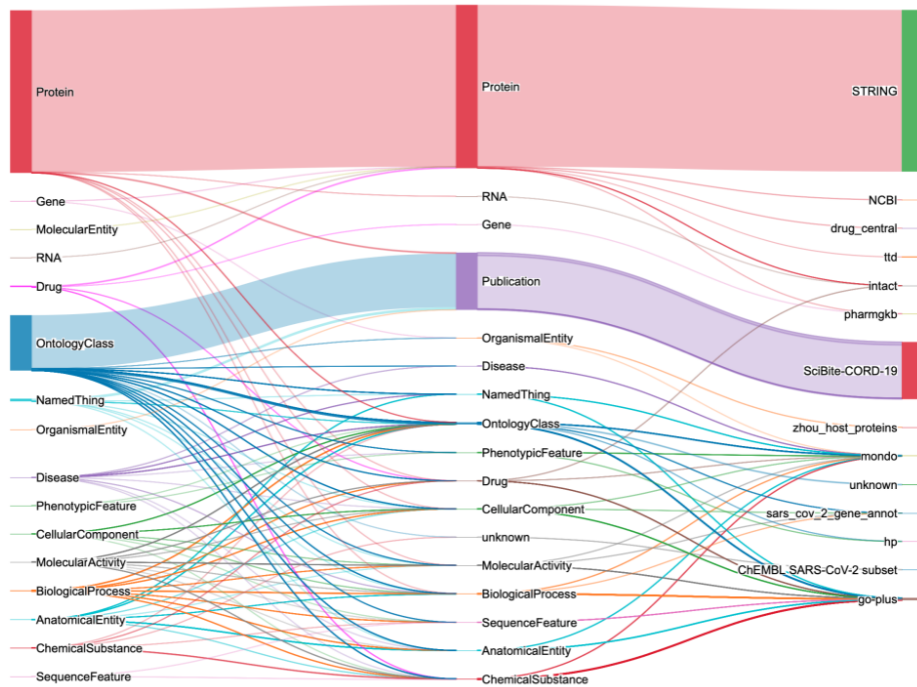 Protein
Gene
MolecularEntity
RNA
Drug
OntologyClass
NamedThing
OrganismalEntity
Disease
PhenotypicFeature
CellularComponent
MolecularActivity
BiologicalProcess
AnatomicalEntity
ChemicalSubstance
SequenceFeature
Protein
RNA
Gene
Publication
OrganismalEntity
Disease
NamedThing
OntologyClass
PhenotypicFeature
Drug
CellularComponent
unknown
MolecularActivity
BiologicalProcess
SequenceFeature
AnatomicalEntity
ChemicalSubstance
STRING
NCBI
drug_central
ttd
intact
pharmgkb
SciBite-CORD-19
zhou_host_proteins
mondo
unknown
sars_cov_2_gene_annot
hp
ChEMBL SARS-CoV-2 subset
go-plus